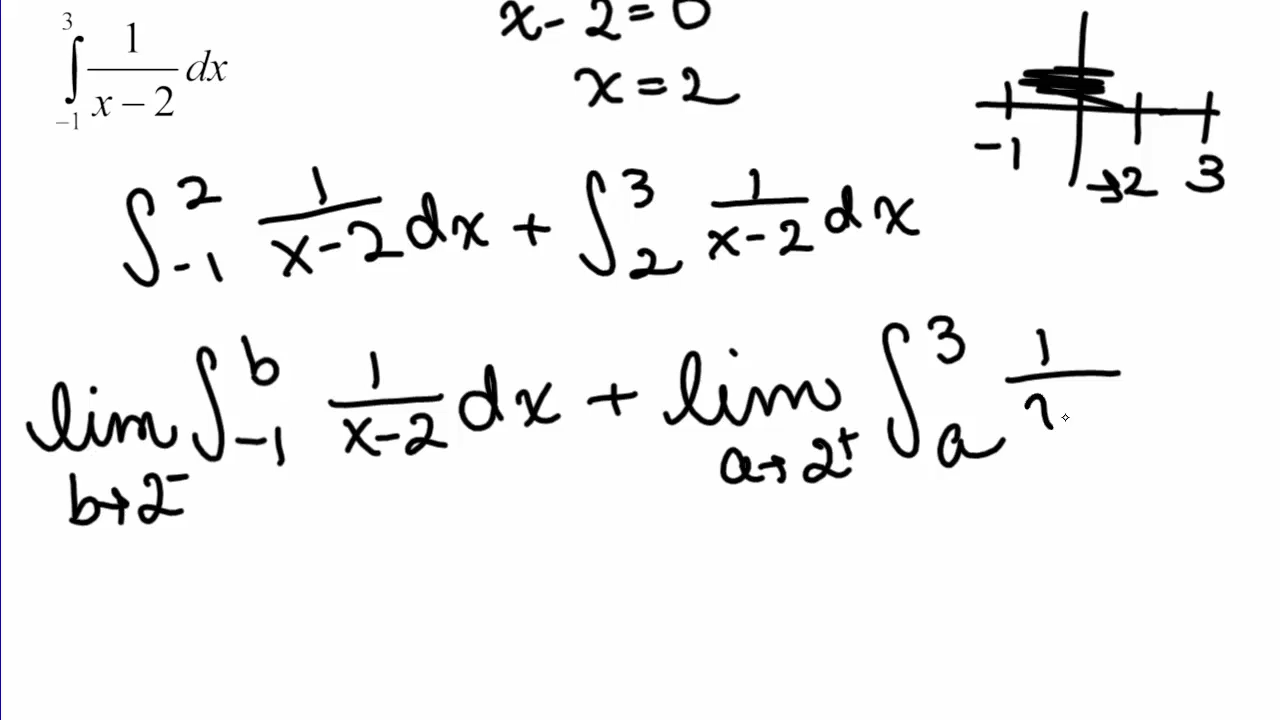 ∫_{-1}^{3} 1/(x-2) dx
x-2=0
x=2
-1 →2 3
∫_{-1}^{2} 1/(x-2) dx + ∫_{2}^{3} 1/(x-2) dx
lim_{b→2⁻} ∫_{-1}^{b} 1/(x-2) dx + lim_{a→2⁺} ∫_{a}^{3} 1/